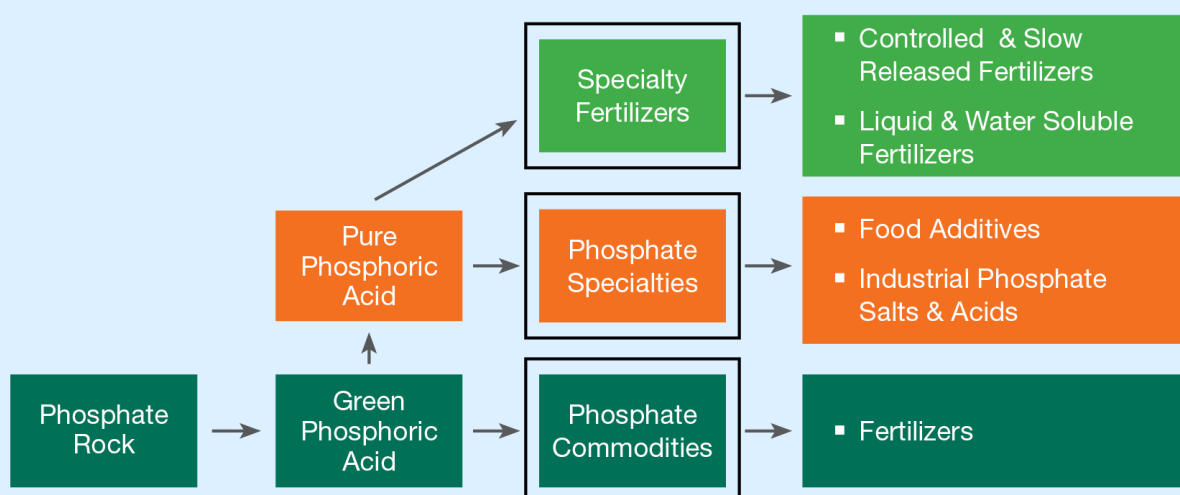 Specialty
Fertilizers
▪ Controlled & Slow
Released Fertilizers
▪ Liquid & Water Soluble
Fertilizers
Pure
Phosphoric
Acid
Phosphate
Specialties
▪ Food Additives
▪ Industrial Phosphate
Salts & Acids
Phosphate
Rock
Green
Phosphoric
Acid
Phosphate
Commodities
▪ Fertilizers